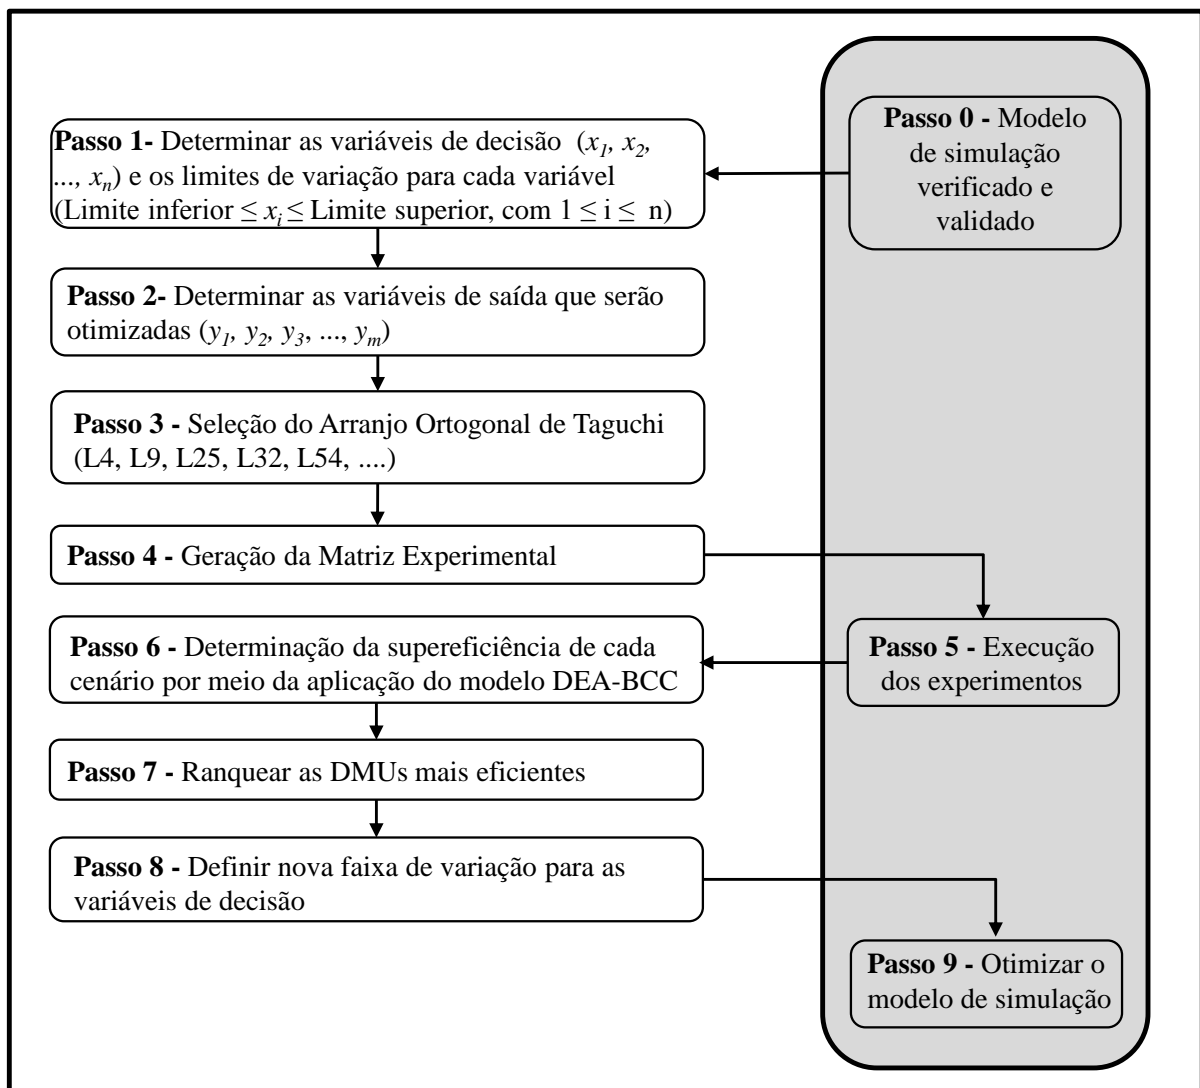 Passo 0 - Modelo
de simulação
verificado e
validado
Passo 1- Determinar as variáveis de decisão (x1, x2,
..., xn) e os limites de variação para cada variável
(Limite inferior ≤ xi ≤ Limite superior, com 1 ≤ i ≤ n)
Passo 2- Determinar as variáveis de saída que serão
otimizadas (y1, y2, y3, ..., ym)
Passo 3 - Seleção do Arranjo Ortogonal de Taguchi
(L4, L9, L25, L32, L54, ....)
Passo 4 - Geração da Matriz Experimental
Passo 5 - Execução
dos experimentos
Passo 6 - Determinação da supereficiência de cada
cenário por meio da aplicação do modelo DEA-BCC
Passo 7 - Ranquear as DMUs mais eficientes
Passo 8 - Definir nova faixa de variação para as
variáveis de decisão
Passo 9 - Otimizar o
modelo de simulação